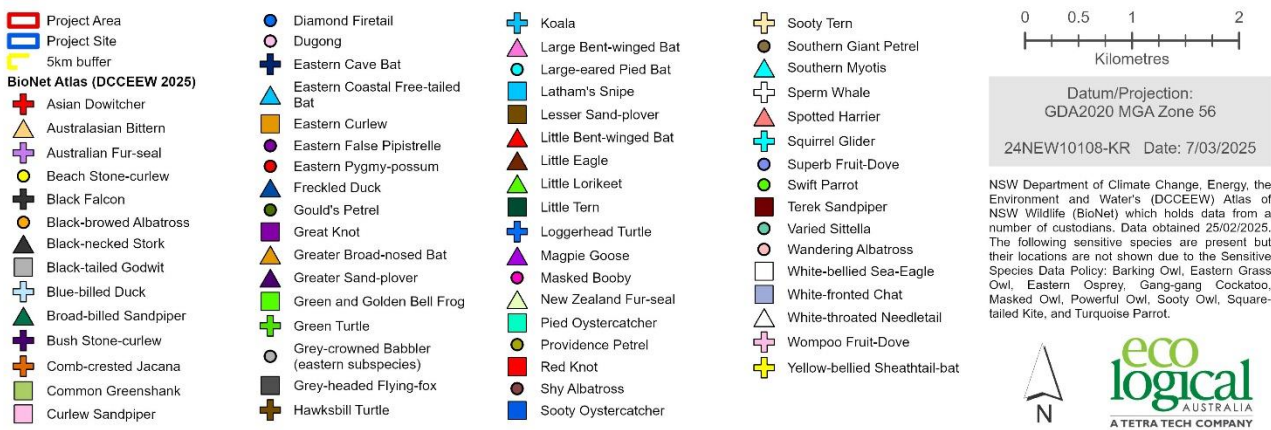 Project Area
Project Site
5km buffer
BioNet Atlas (DCCEEW 2025)
Asian Dowitcher
Australasian Bittern
Australian Fur-seal
Beach Stone-curlew
Black Falcon
Black-browed Albatross
Black-necked Stork
Black-tailed Godwit
Blue-billed Duck
Broad-billed Sandpiper
Bush Stone-curlew
Comb-crested Jacana
Common Greenshank
Curlew Sandpiper
Diamond Firetail
Dugong
Eastern Cave Bat
Eastern Coastal Free-tailed
Bat
Eastern Curlew
Eastern False Pipistrelle
Eastern Pygmy-possum
Freckled Duck
Gould's Petrel
Great Knot
Greater Broad-nosed Bat
Greater Sand-plover
Green and Golden Bell Frog
Green Turtle
Grey-crowned Babbler
(eastern subspecies)
Grey-headed Flying-fox
Hawksbill Turtle
Koala
Large Bent-winged Bat
Large-eared Pied Bat
Latham's Snipe
Lesser Sand-plover
Little Bent-winged Bat
Little Eagle
Little Lorikeet
Little Tern
Loggerhead Turtle
Magpie Goose
Masked Booby
New Zealand Fur-seal
Pied Oystercatcher
Providence Petrel
Red Knot
Shy Albatross
Sooty Oystercatcher
Sooty Tern
Southern Giant Petrel
Southern Myotis
Sperm Whale
Spotted Harrier
Squirrel Glider
Superb Fruit-Dove
Swift Parrot
Terek Sandpiper
Varied Sittella
Wandering Albatross
White-bellied Sea-Eagle
White-fronted Chat
White-throated Needletail
Wompoo Fruit-Dove
Yellow-bellied Sheathtail-bat
0 0.5 1 2
Kilometres
Datum/Projection:
GDA2020 MGA Zone 56
24NEW10108-KR Date: 7/03/2025
NSW Department of Climate Change, Energy, the
Environment and Water's (DCCEEW) Atlas of
NSW Wildlife (BioNet) which holds data from a
number of custodians. Data obtained 25/02/2025.
The following sensitive species are present but
their locations are not shown due to the Sensitive
Species Data Policy: Barking Owl, Eastern Grass
Owl, Eastern Osprey, Gang-gang Cockatoo,
Masked Owl, Powerful Owl, Sooty Owl, Square-
tailed Kite, and Turquoise Parrot.
N
eco
logical
AUSTRALIA
A TETRA TECH COMPANY